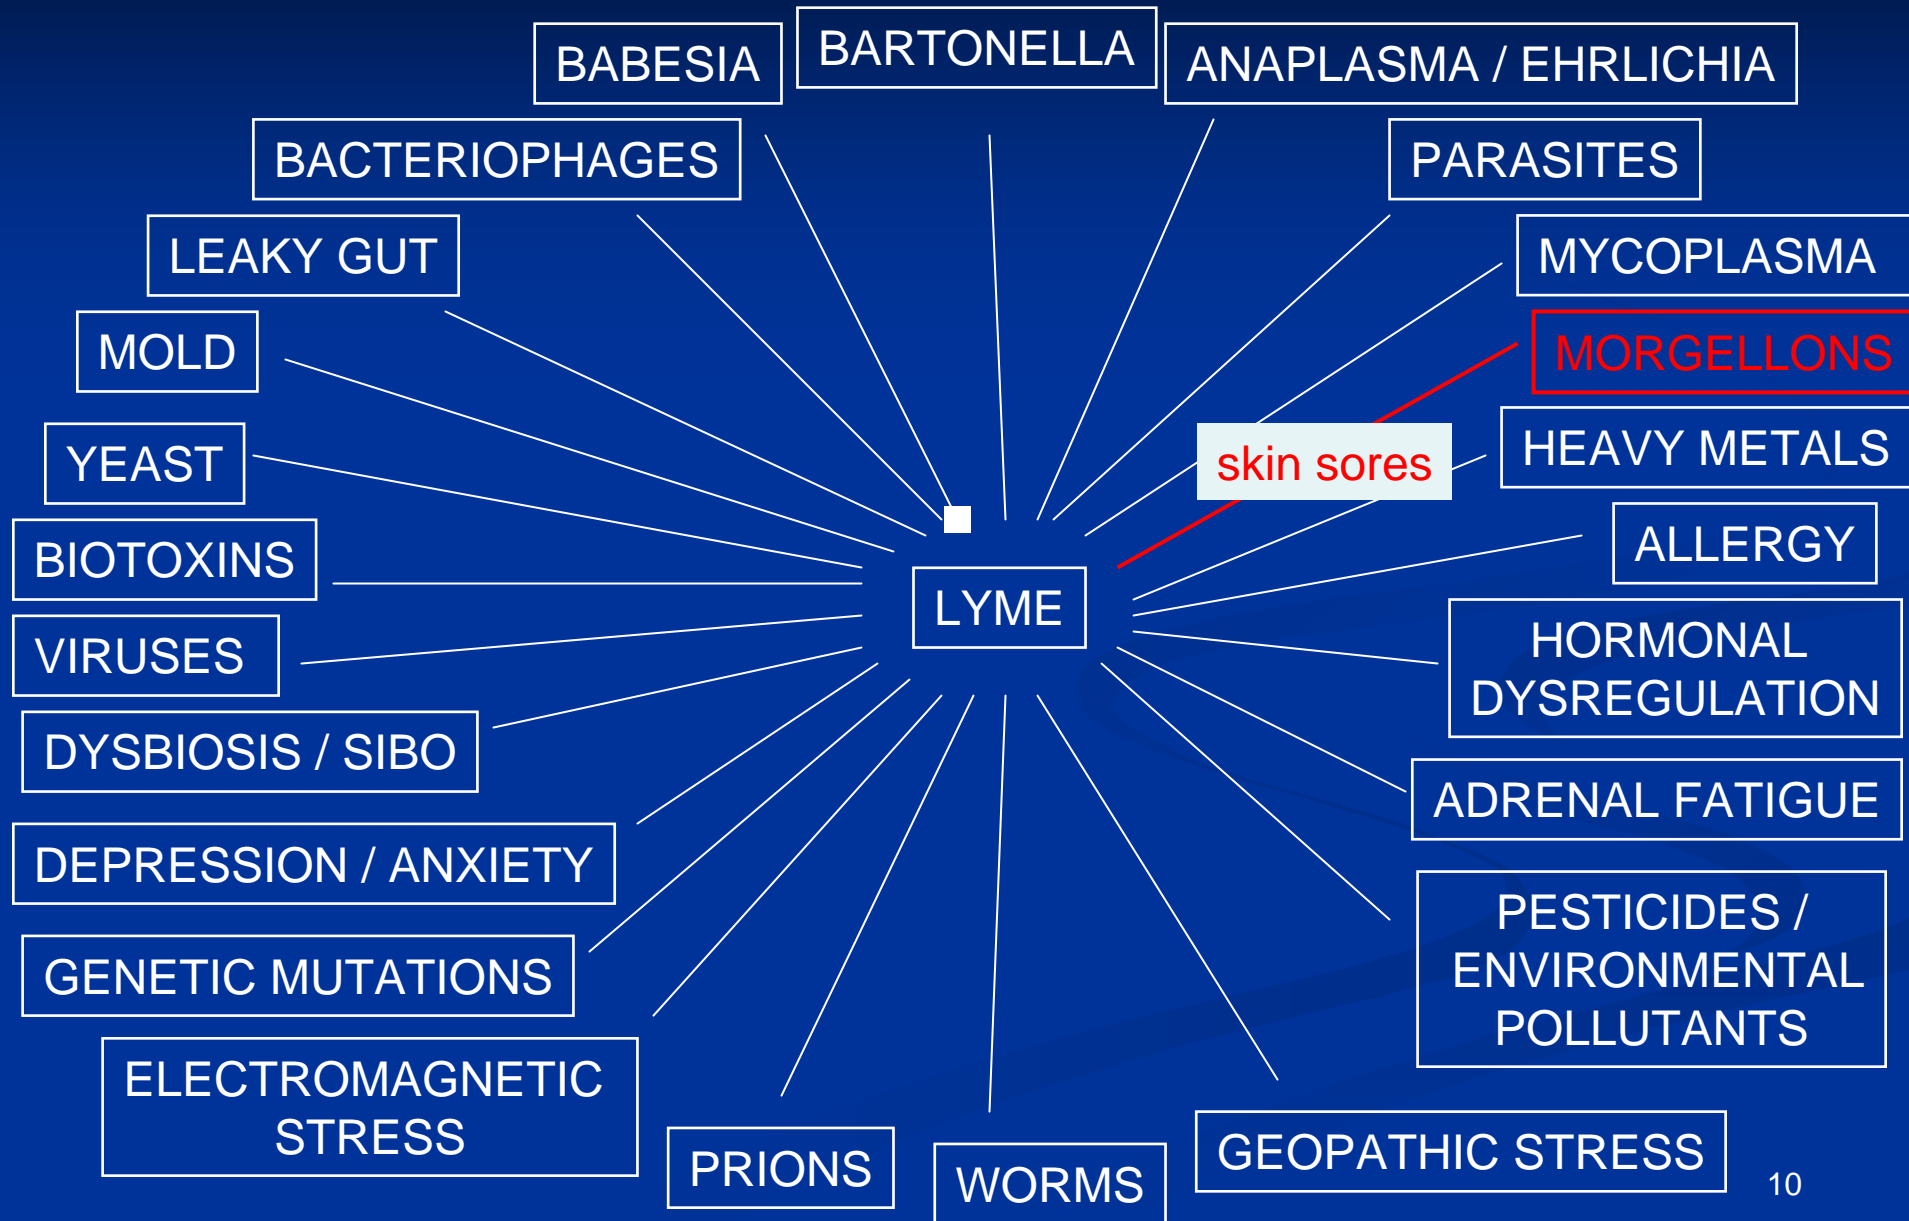 BABESIA
BARTONELLA
ANAPLASMA / EHRLICHIA
BACTERIOPHAGES
PARASITES
LEAKY GUT
MYCOPLASMA
MOLD
MORGELLONS
YEAST
skin sores
HEAVY METALS
BIOTOXINS
ALLERGY
LYME
VIRUSES
HORMONAL
DYSREGULATION
DYSBIOSIS / SIBO
ADRENAL FATIGUE
DEPRESSION / ANXIETY
PESTICIDES /
ENVIRONMENTAL
POLLUTANTS
GENETIC MUTATIONS
ELECTROMAGNETIC
STRESS
PRIONS
WORMS
GEOPATHIC STRESS
10